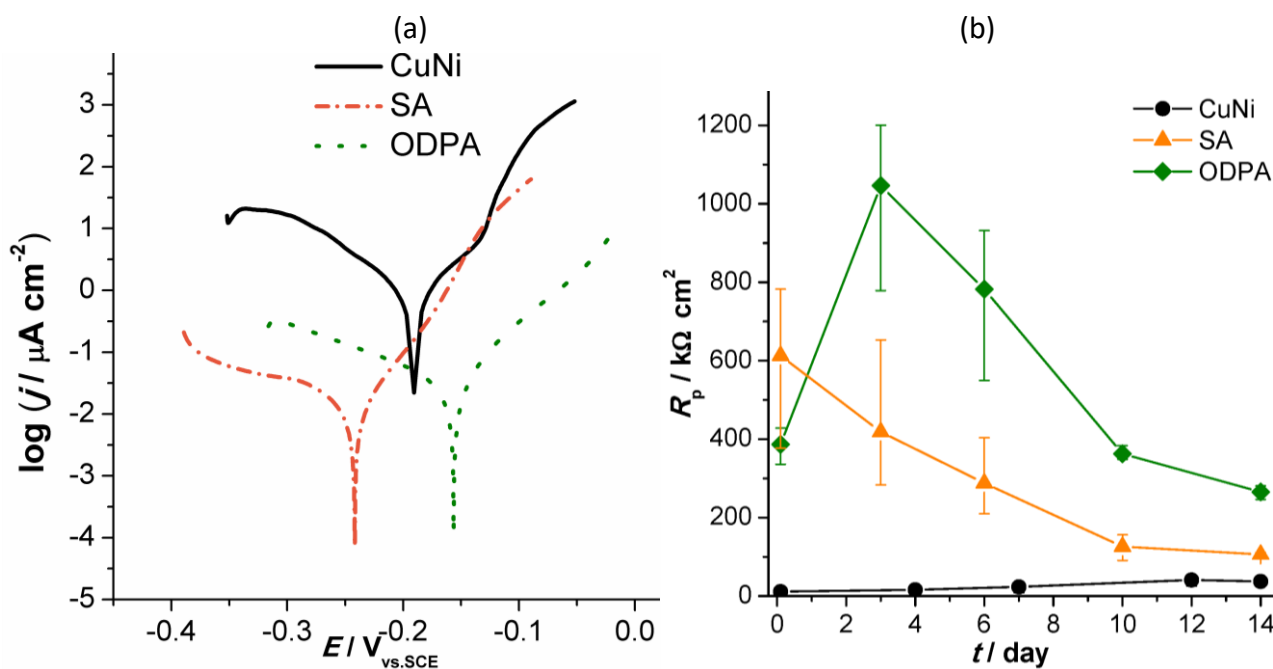 (a)
CuNi
SA
ODPA
3
2
1
0
-1
-2
-3
-4
-5
log (j / μA cm⁻²)
-0.4
-0.3
-0.2
-0.1
0.0
E / V vs.SCE
(b)
CuNi
SA
ODPA
1200
1000
800
600
400
200
0
Rp / kΩ cm²
0
2
4
6
8
10
12
14
t / day